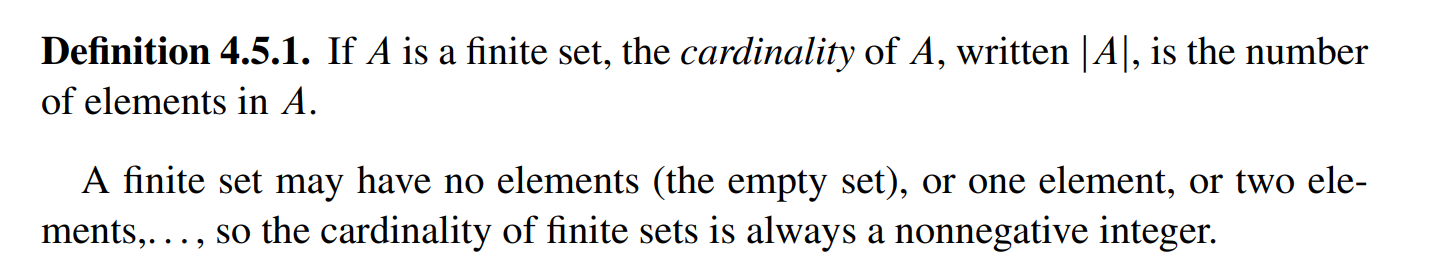 Definition 4.5.1. If A is a finite set, the cardinality of A, written |A|, is the number
of elements in A.
A finite set may have no elements (the empty set), or one element, or two ele-
ments,..., so the cardinality of finite sets is always a nonnegative integer.